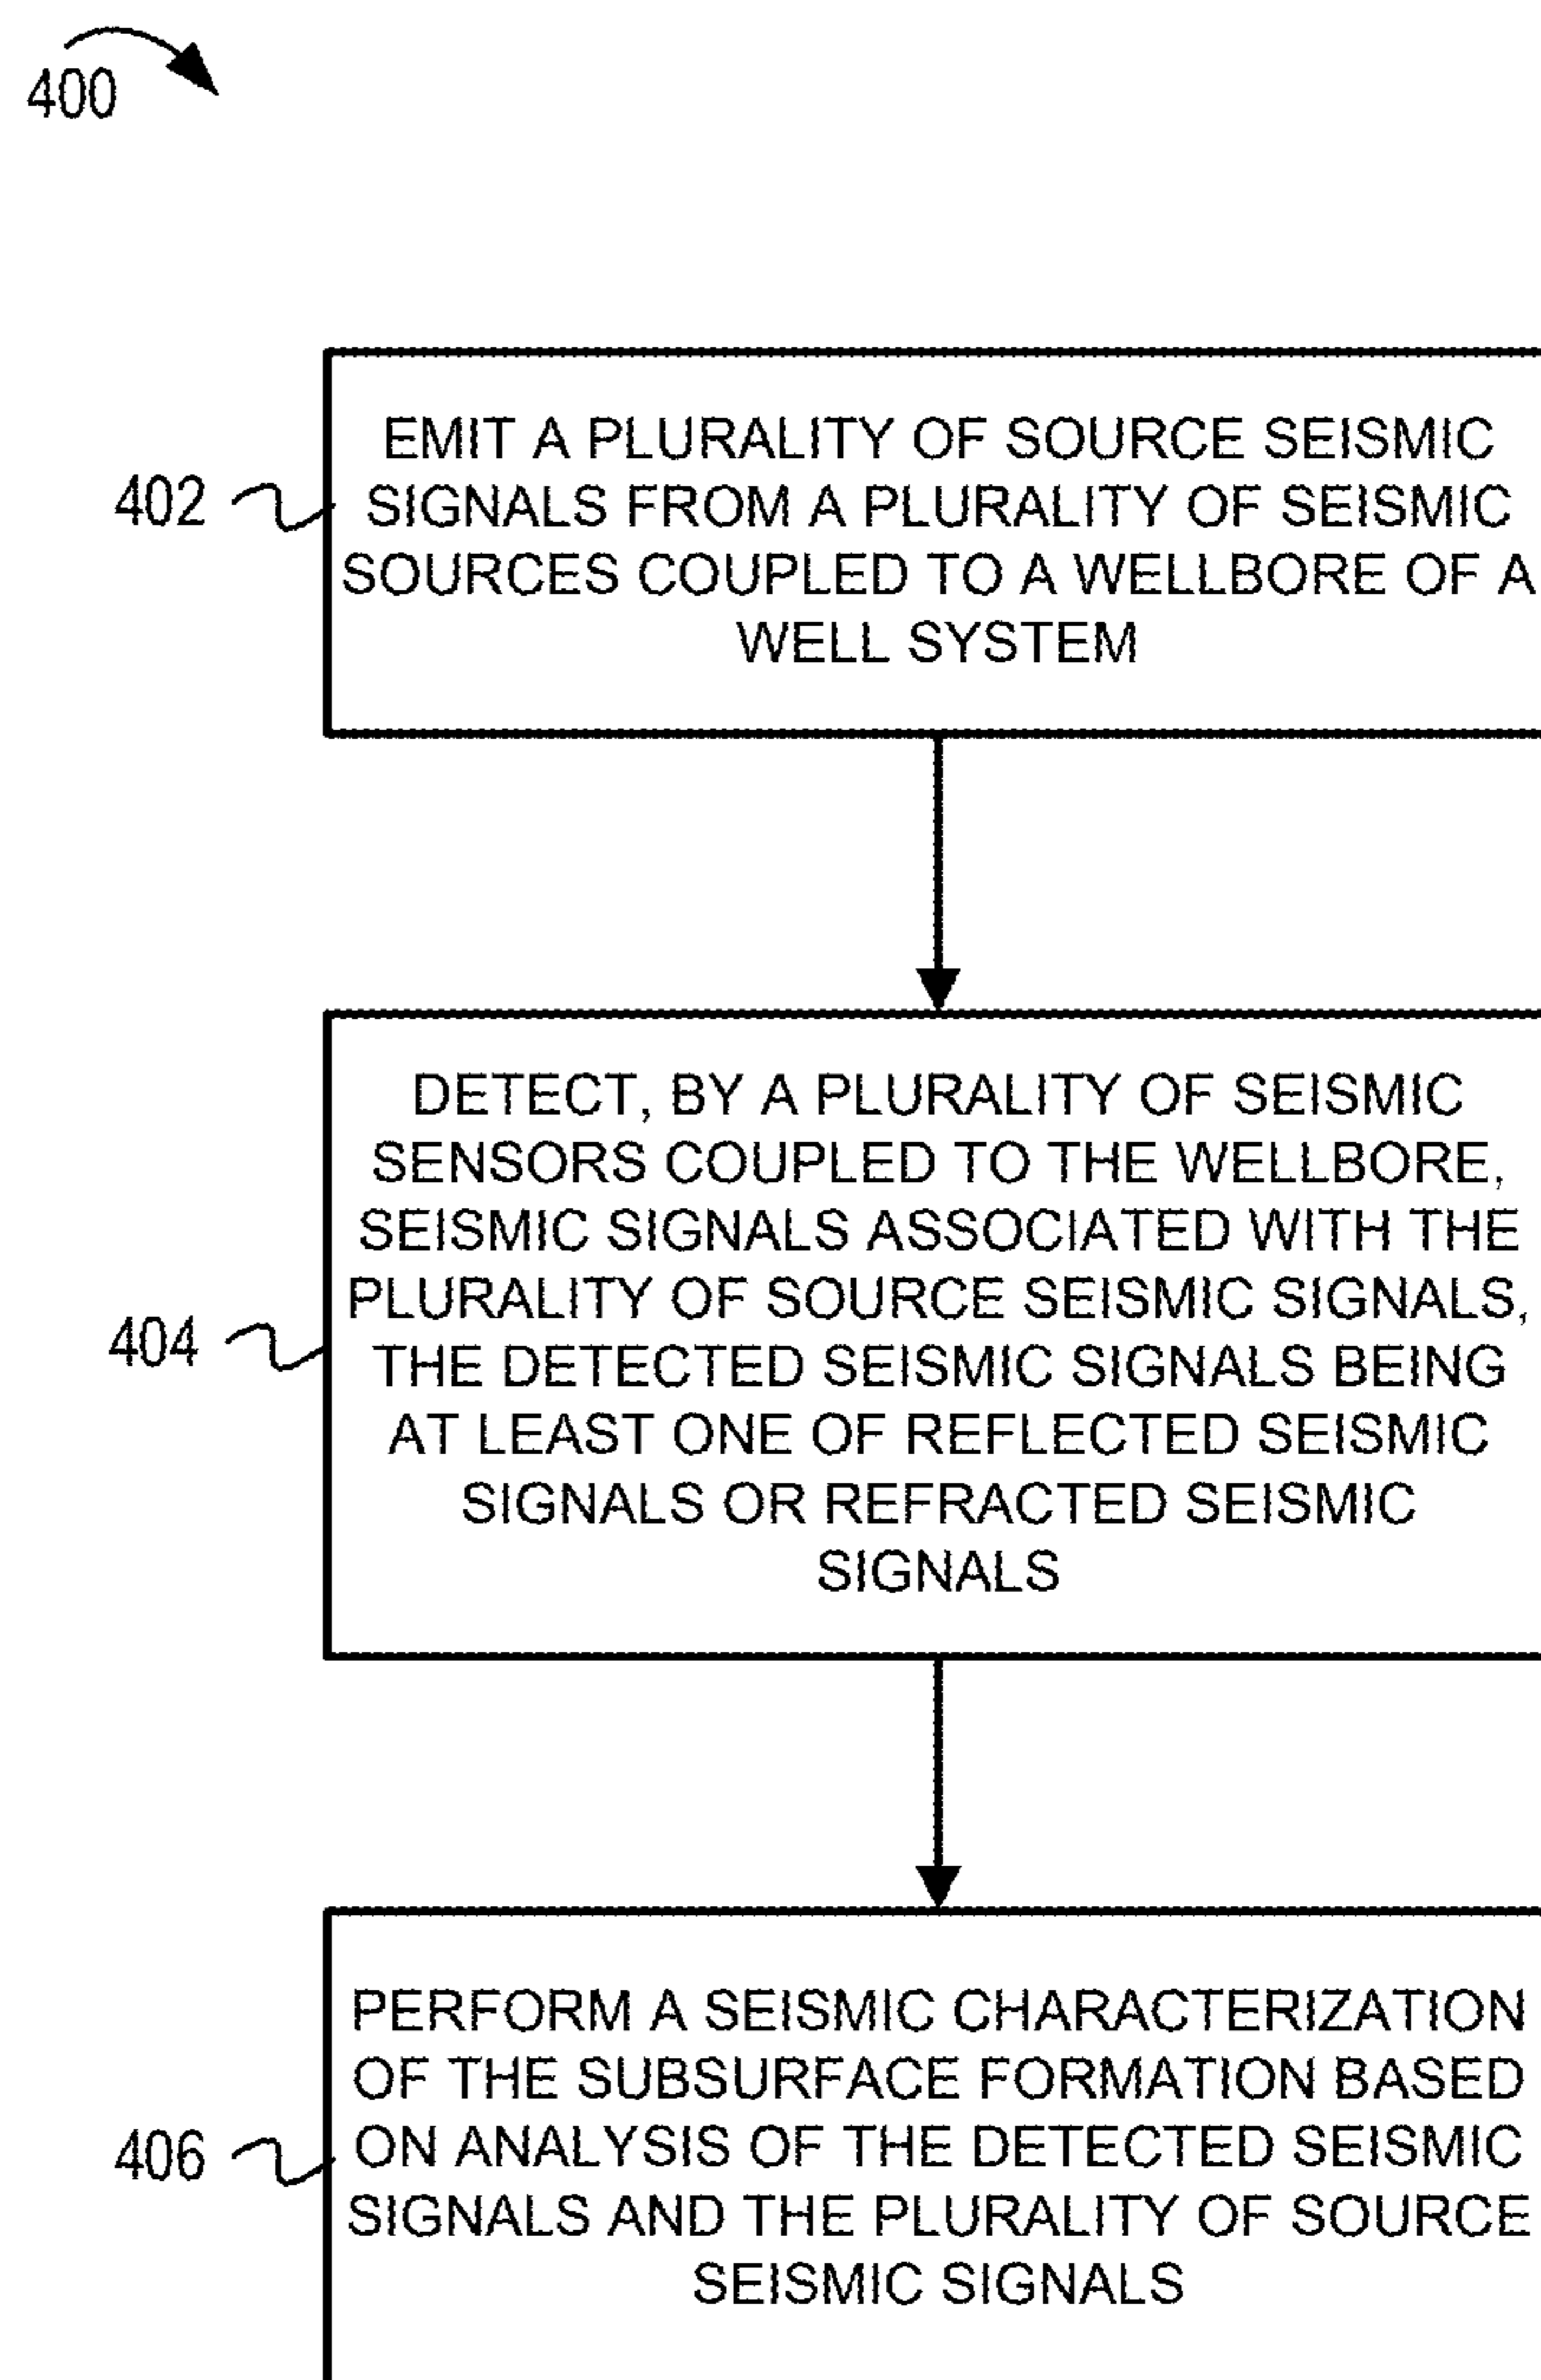 400
402
EMIT A PLURALITY OF SOURCE SEISMIC
SIGNALS FROM A PLURALITY OF SEISMIC
SOURCES COUPLED TO A WELLBORE OF A
WELL SYSTEM
404
DETECT, BY A PLURALITY OF SEISMIC
SENSORS COUPLED TO THE WELLBORE,
SEISMIC SIGNALS ASSOCIATED WITH THE
PLURALITY OF SOURCE SEISMIC SIGNALS,
THE DETECTED SEISMIC SIGNALS BEING
AT LEAST ONE OF REFLECTED SEISMIC
SIGNALS OR REFRACTED SEISMIC
SIGNALS
406
PERFORM A SEISMIC CHARACTERIZATION
OF THE SUBSURFACE FORMATION BASED
ON ANALYSIS OF THE DETECTED SEISMIC
SIGNALS AND THE PLURALITY OF SOURCE
SEISMIC SIGNALS